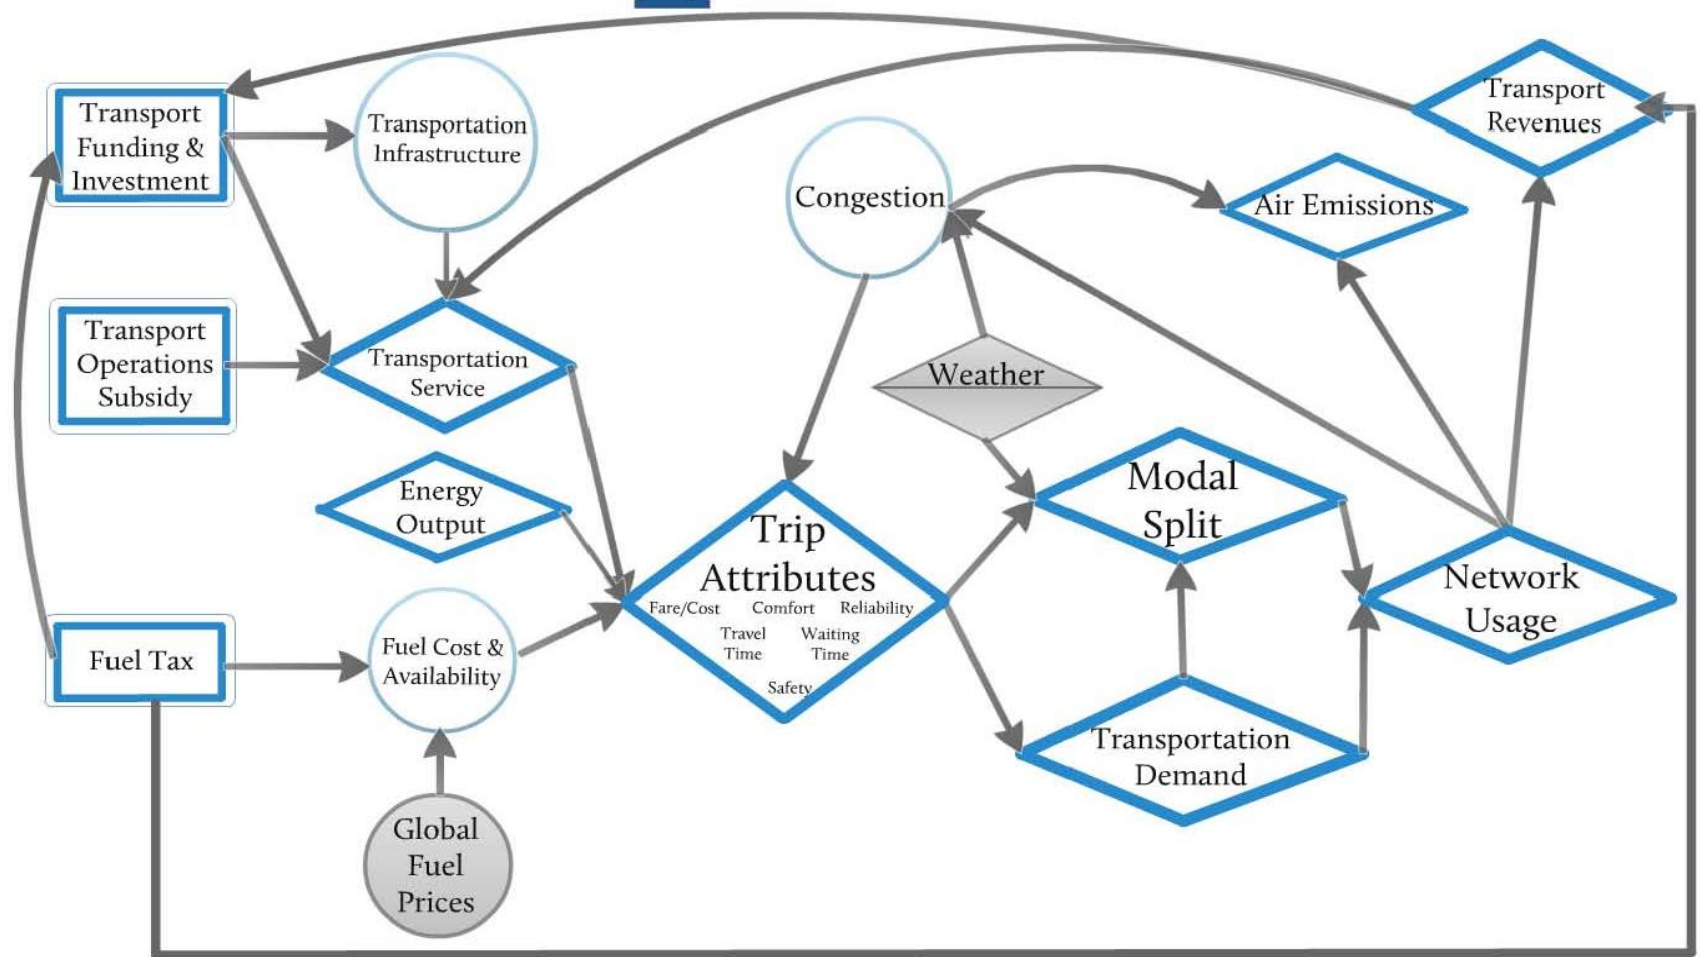 Transport
Funding &
Investment
Transportation
Infrastructure
Congestion
Transport
Revenues
Air Emissions
Transport
Operations
Subsidy
Transportation
Service
Weather
Energy
Output
Modal
Split
Trip
Attributes
Fare/Cost Comfort Reliability
Travel Waiting
Time Time
Safety
Network
Usage
Fuel Tax
Fuel Cost &
Availability
Transportation
Demand
Global
Fuel
Prices